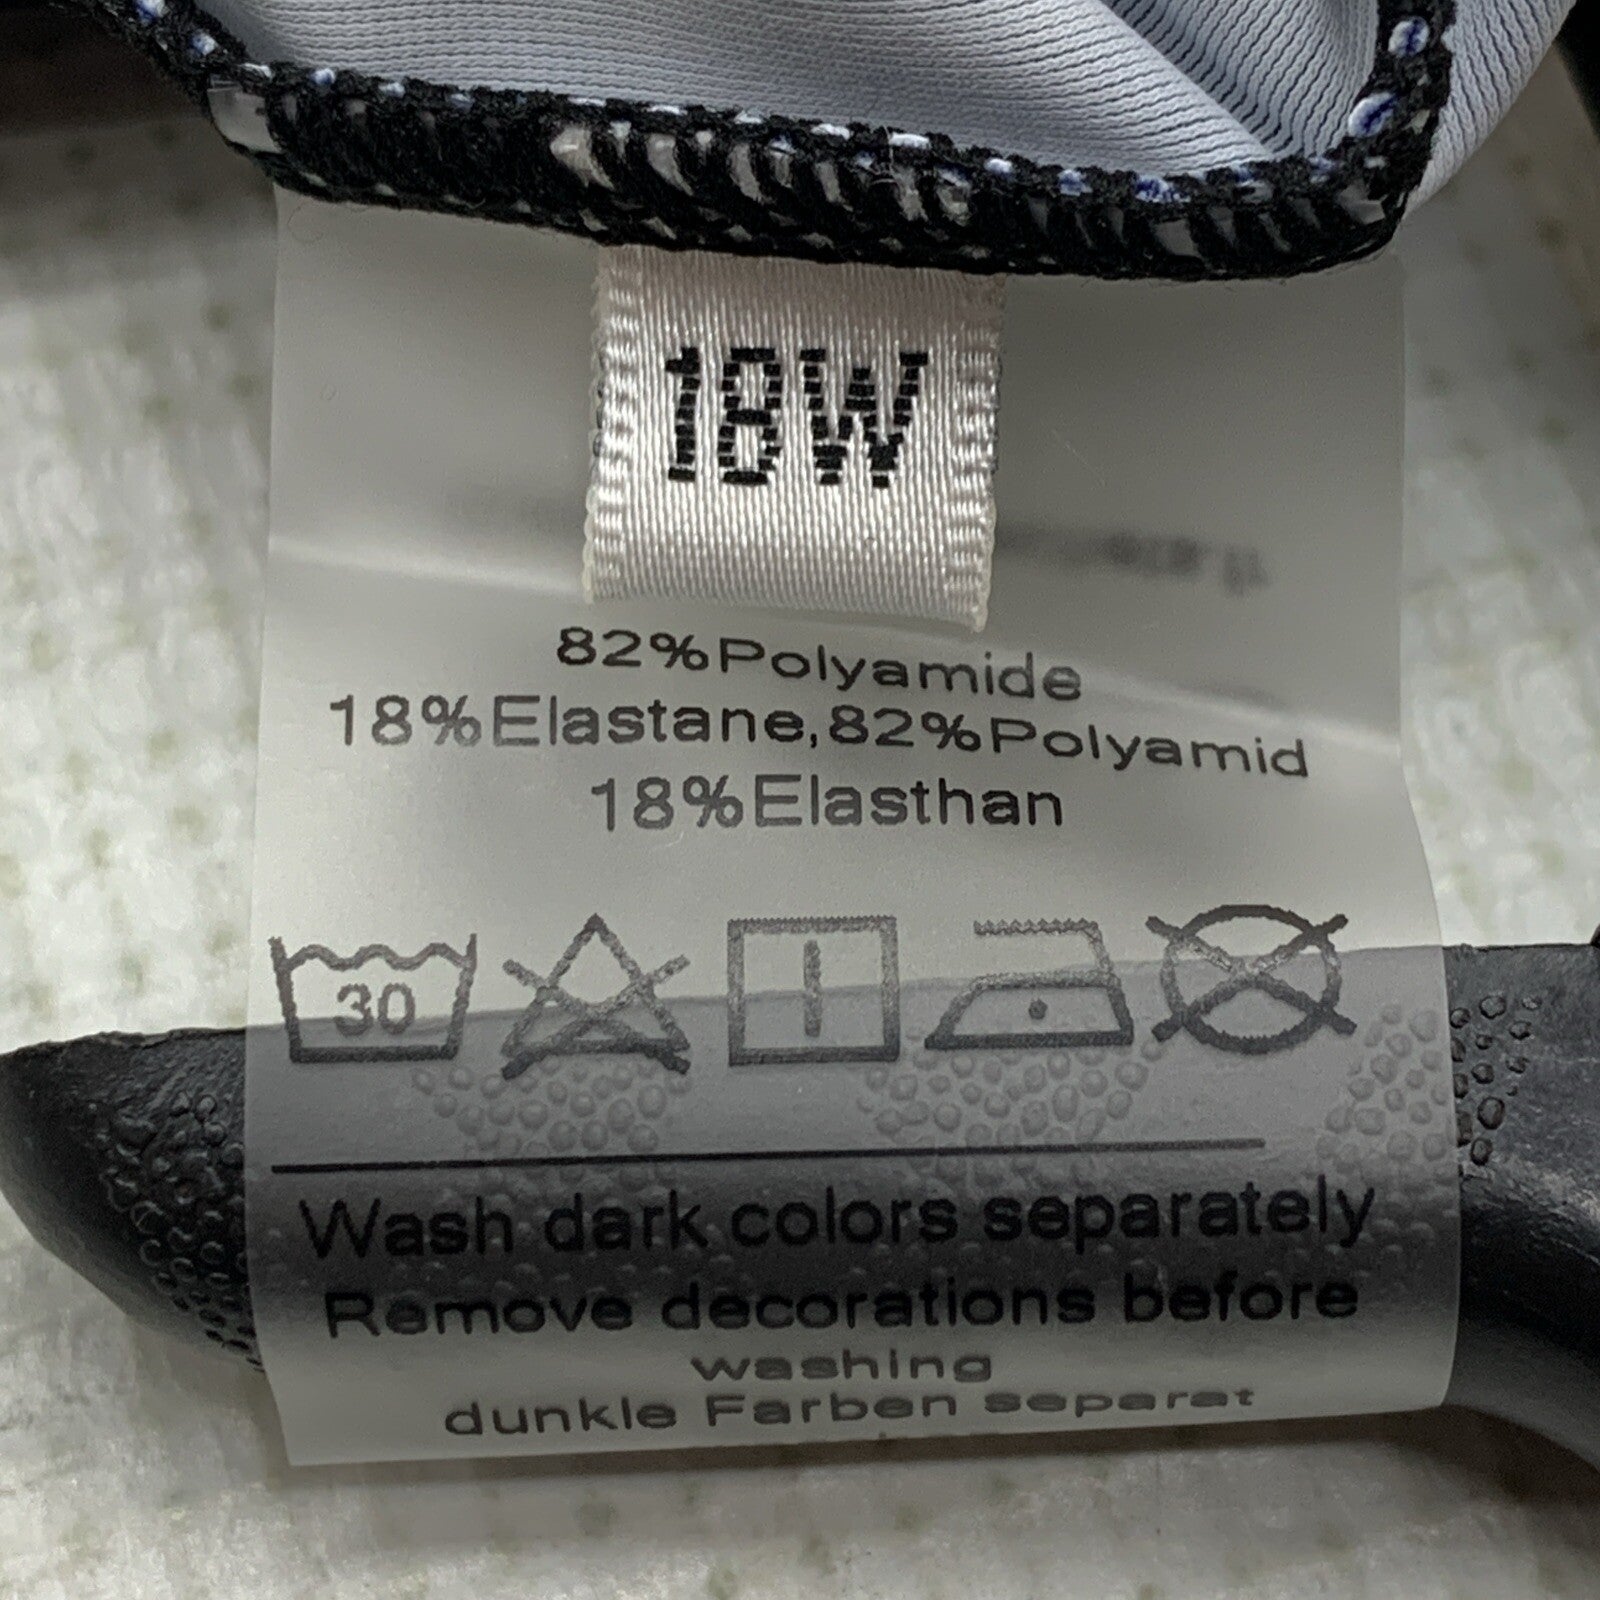 18W
82%Polyamide
18%Elastane,82%Polyamid
18%Elasthan
30
Wash dark colors separately
Remove decorations before
washing
dunkle Farben separat